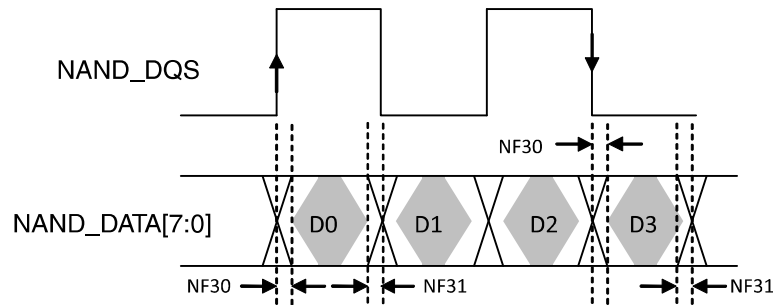 NAND_DQS
NF30
NAND_DATA[7:0]
D0
D1
D2
D3
NF30
NF31
NF31